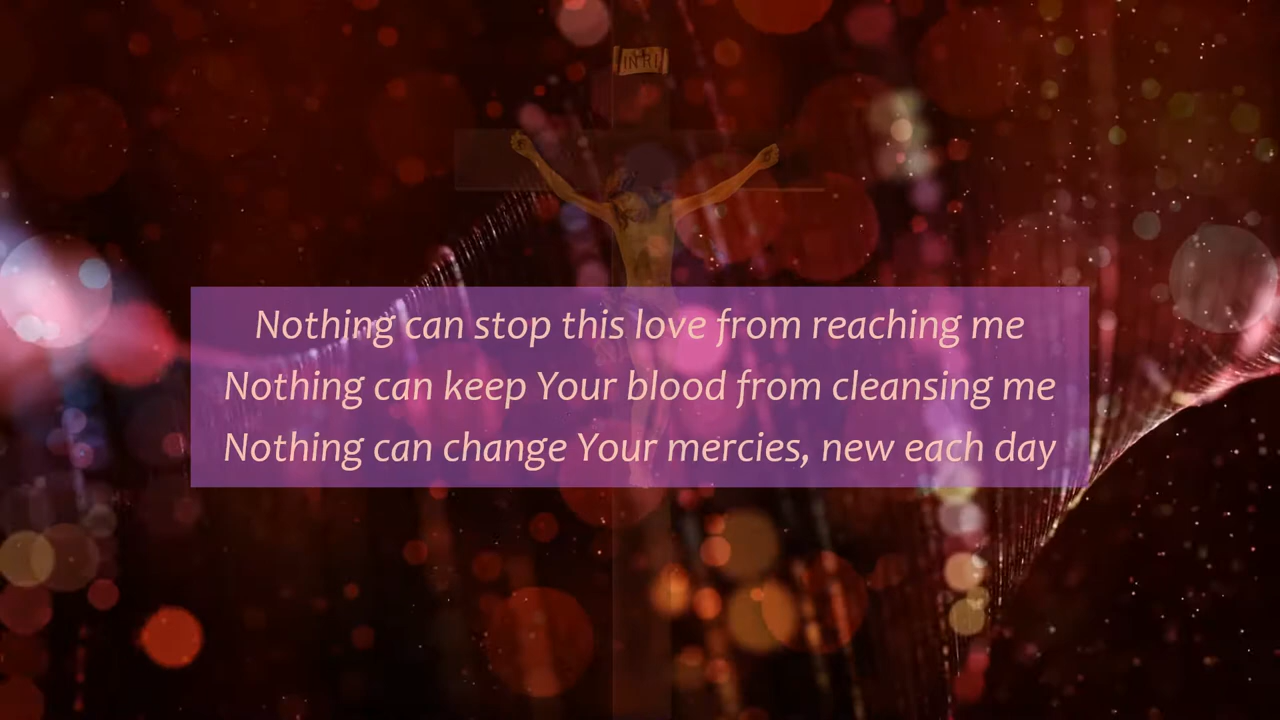 INRI
Nothing can stop this love from reaching me
Nothing can keep Your blood from cleansing me
Nothing can change Your mercies, new each day